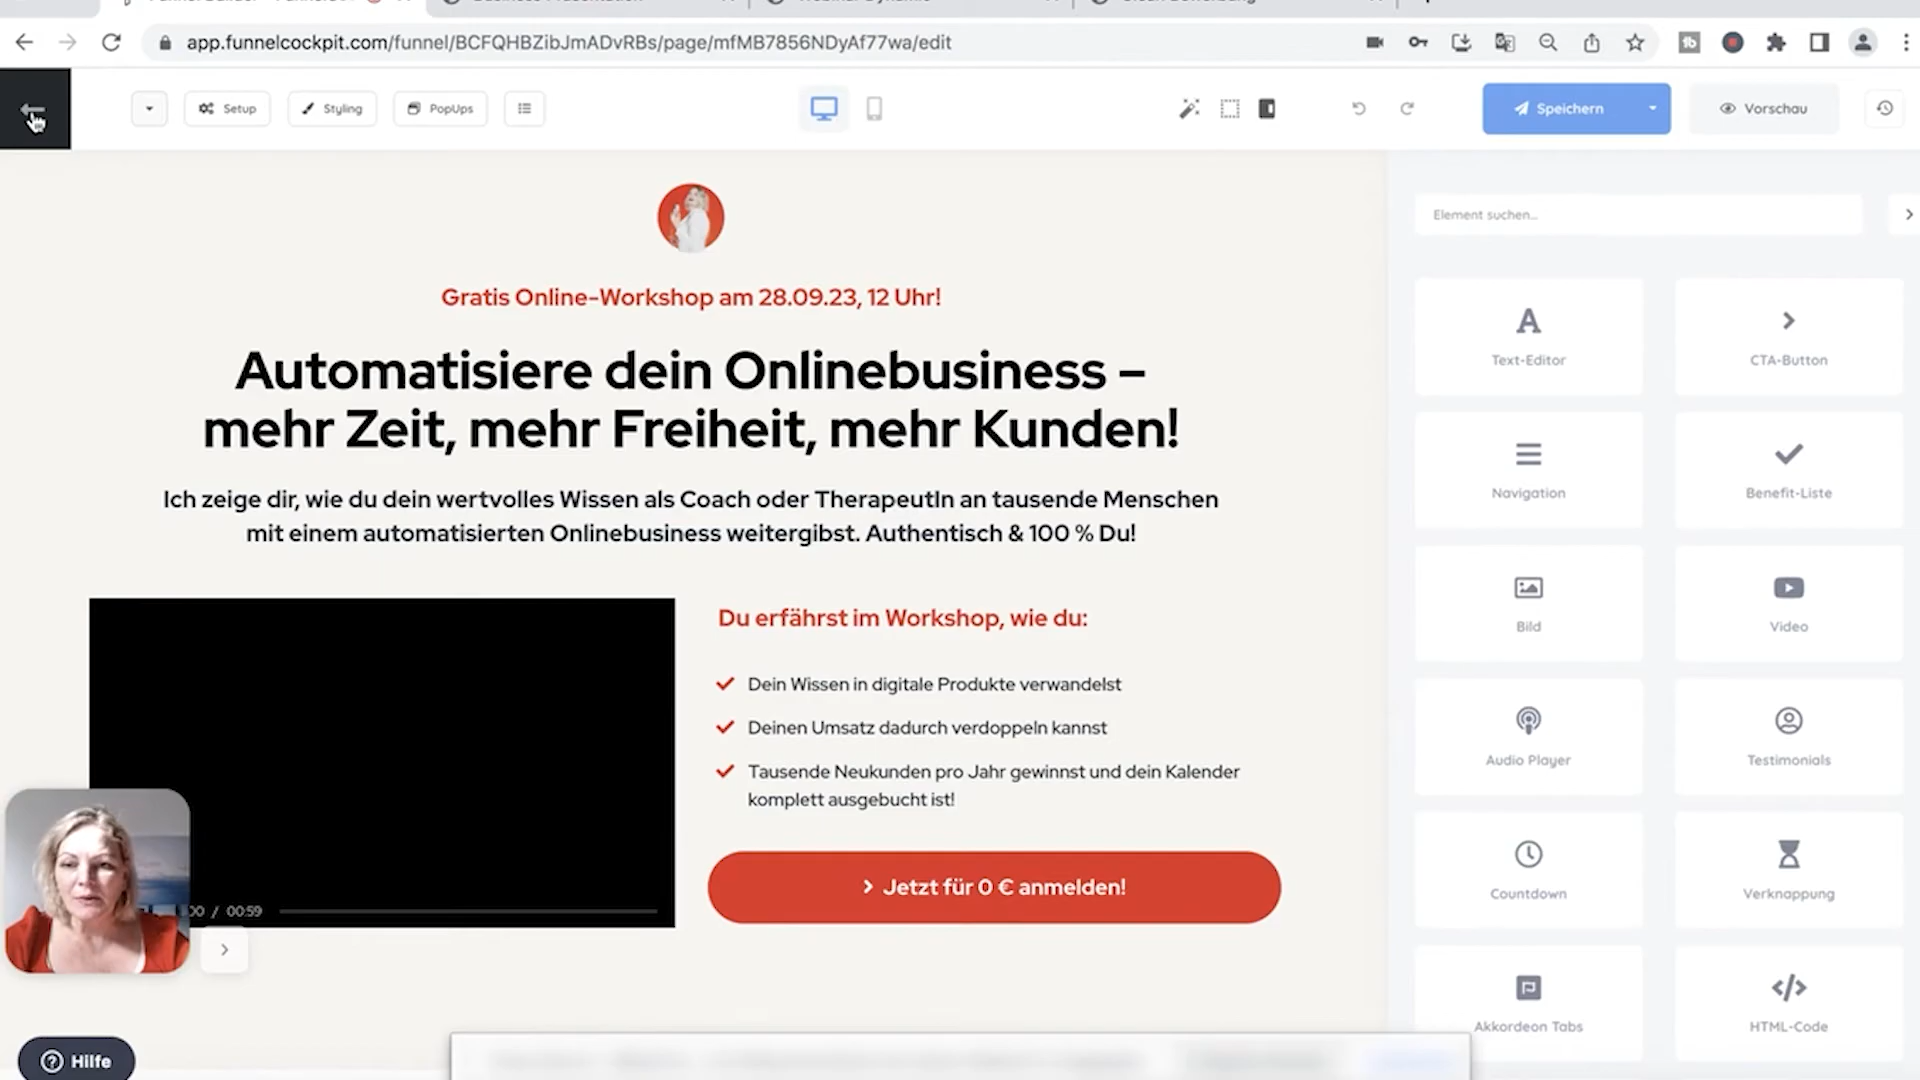 app.funnelcockpit.com/funnel/BCFQHBZibJmADvRBs/page/mfMB7856NDyAf77wa/edit
Setup
Styling
PopUps
Speichern
Vorschau
Element suchen...
Gratis Online-Workshop am 28.09.23, 12 Uhr!
Automatisiere dein Onlinebusiness –
mehr Zeit, mehr Freiheit, mehr Kunden!
Ich zeige dir, wie du dein wertvolles Wissen als Coach oder TherapeutIn an tausende Menschen
mit einem automatisierten Onlinebusiness weitergibst. Authentisch & 100 % Du!
Du erfährst im Workshop, wie du:
Dein Wissen in digitale Produkte verwandelst
Deinen Umsatz dadurch verdoppeln kannst
Tausende Neukunden pro Jahr gewinnst und dein Kalender
komplett ausgebucht ist!
Jetzt für 0 € anmelden!
/ 00:59
Hilfe
Text-Editor
CTA-Button
Navigation
Benefit-Liste
Bild
Video
Audio Player
Testimonials
Countdown
Verknappung
Akkordeon Tabs
HTML-Code